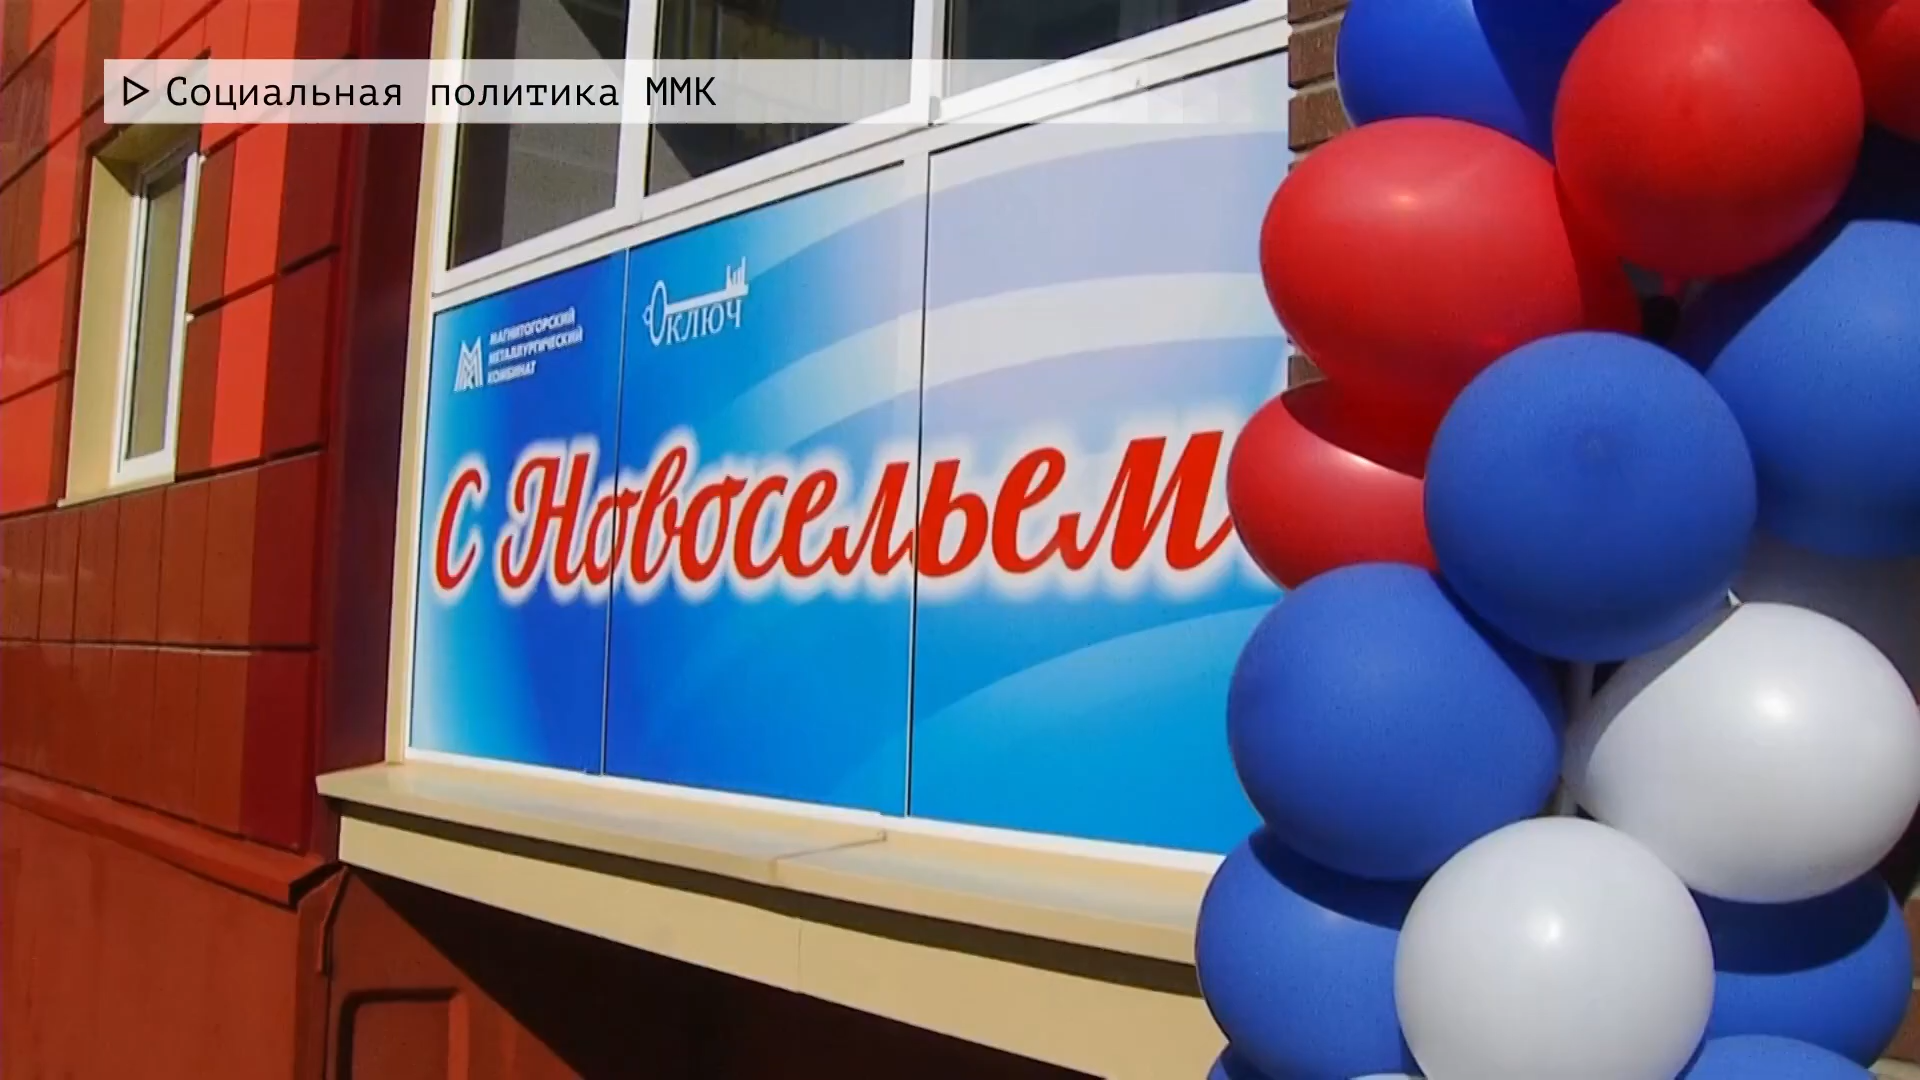 Социальная политика ММК
МАГНИТОГОРСКИЙ
МЕТАЛЛУРГИЧЕСКИЙ
КОМБИНАТ
КЛЮЧ
С Новосельем